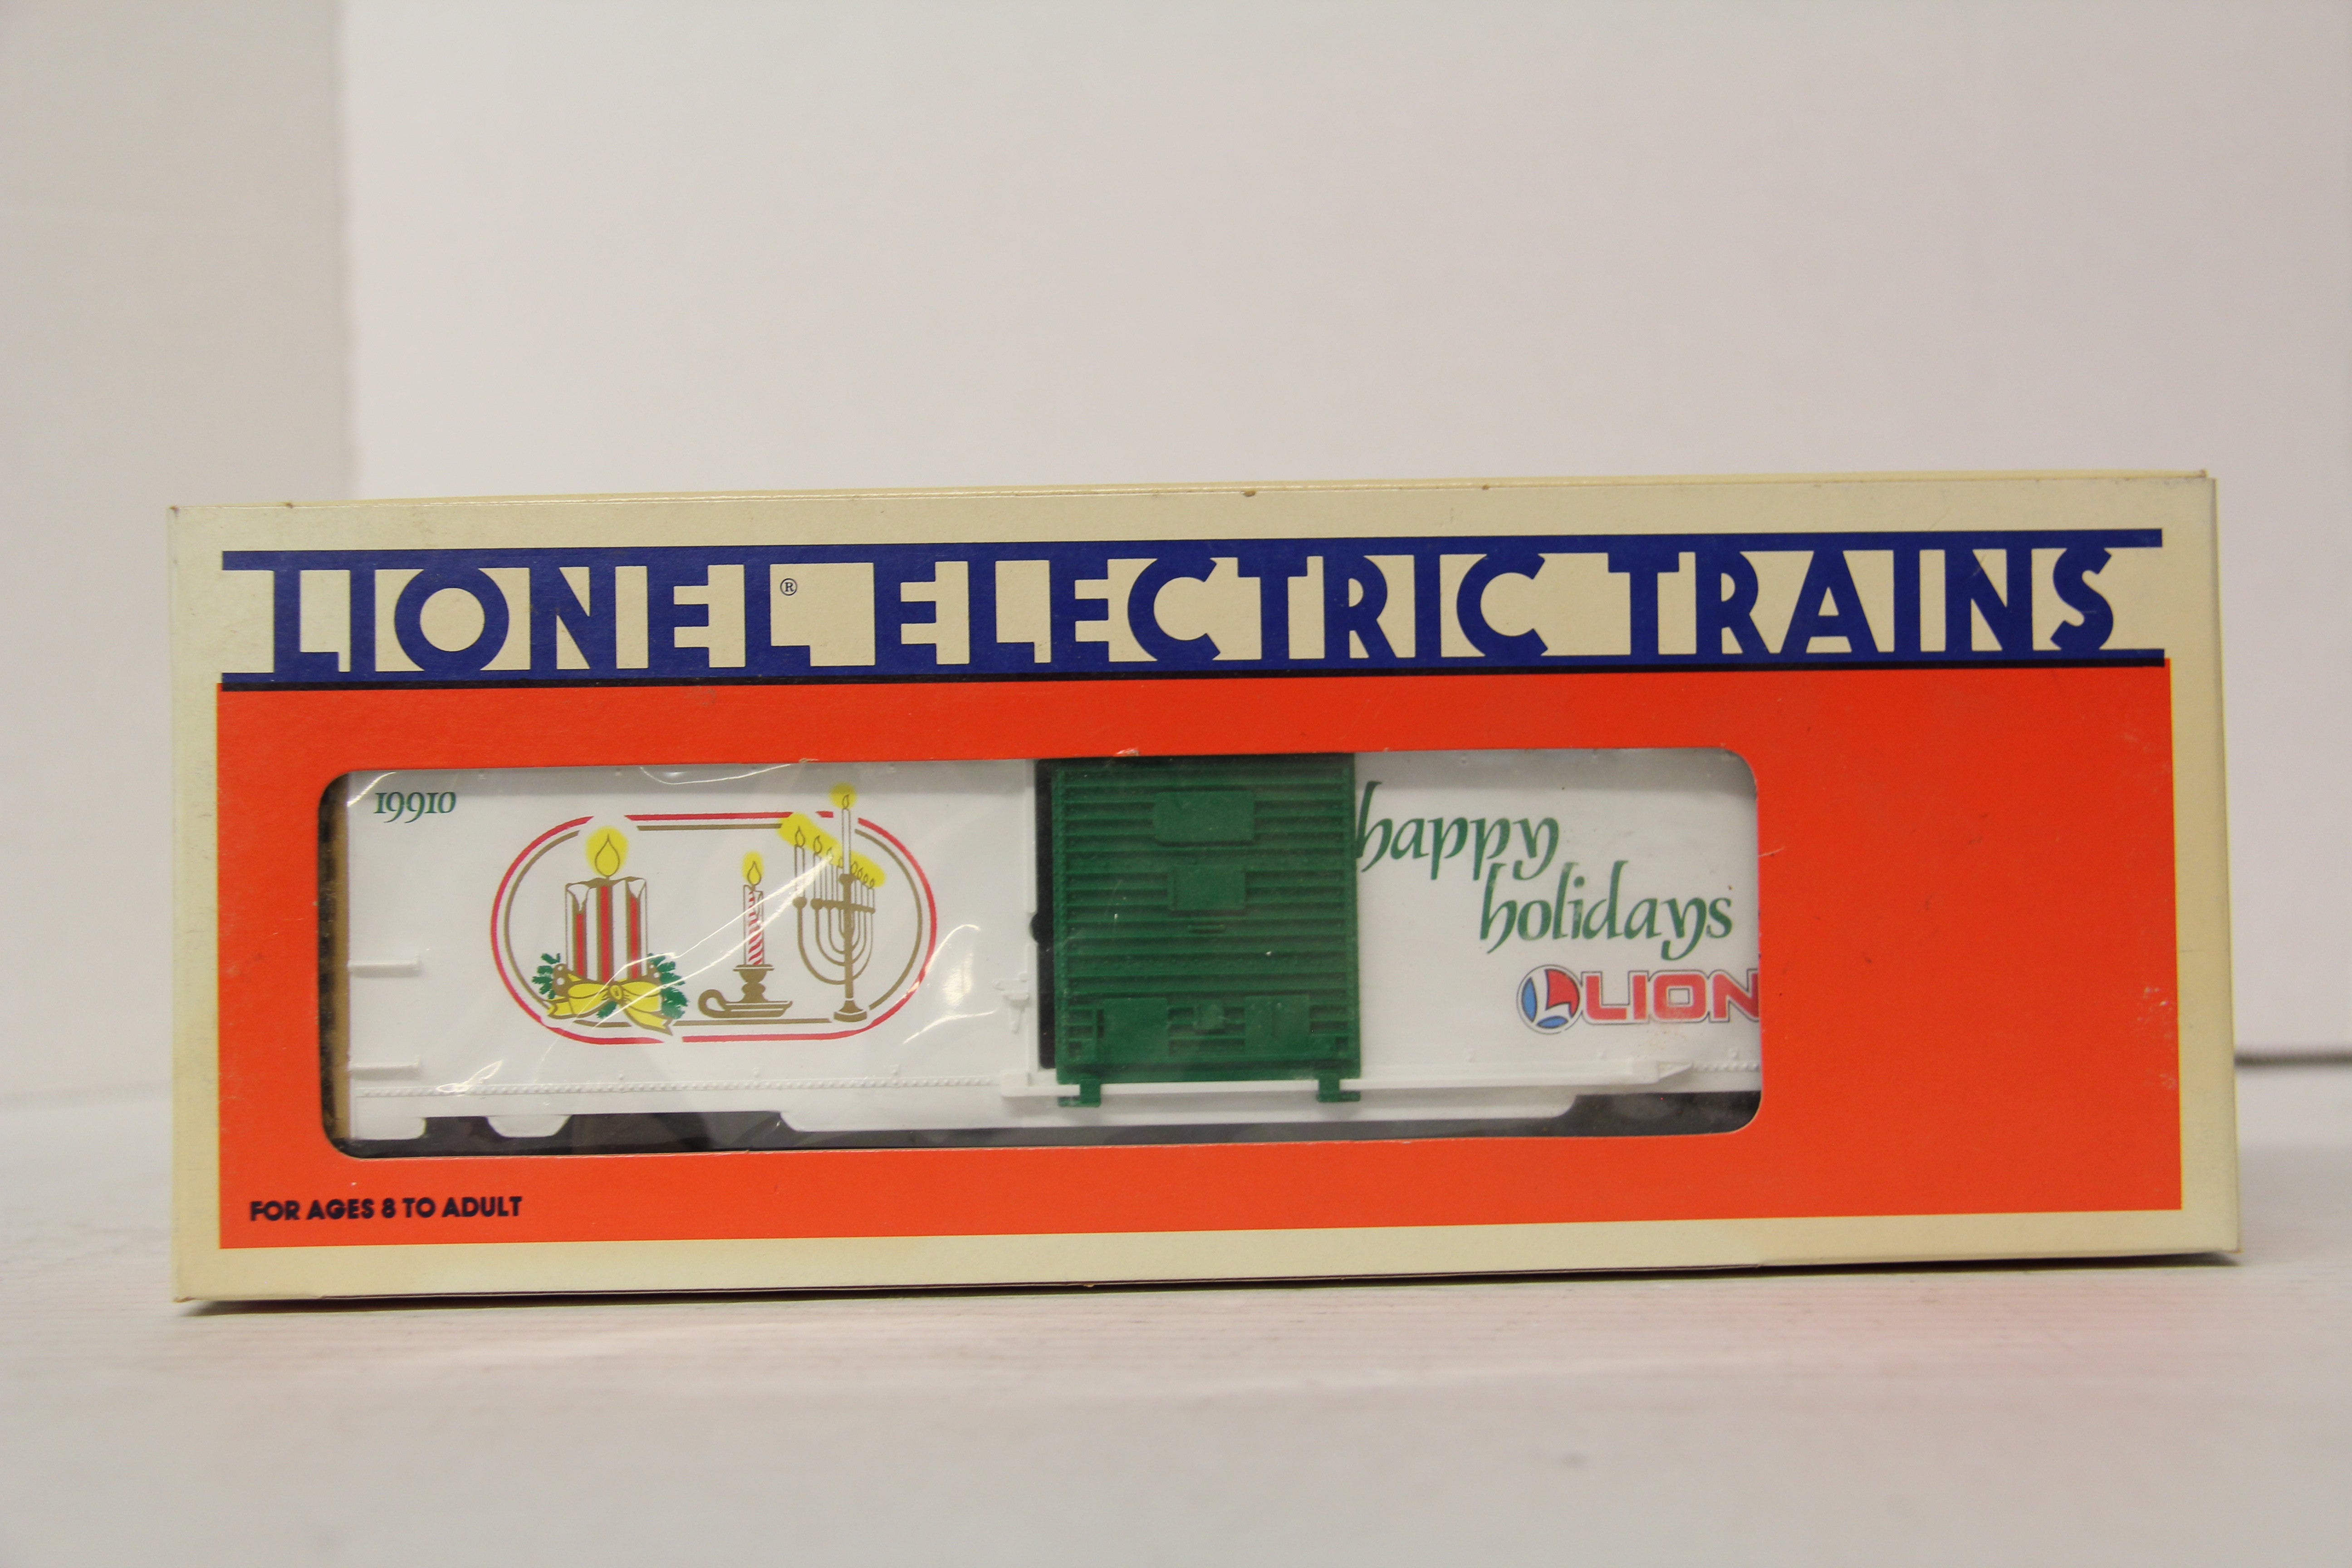 LIONEL® ELECTRIC TRAINS
19910
happy
holidays
LION
FOR AGES 8 TO ADULT